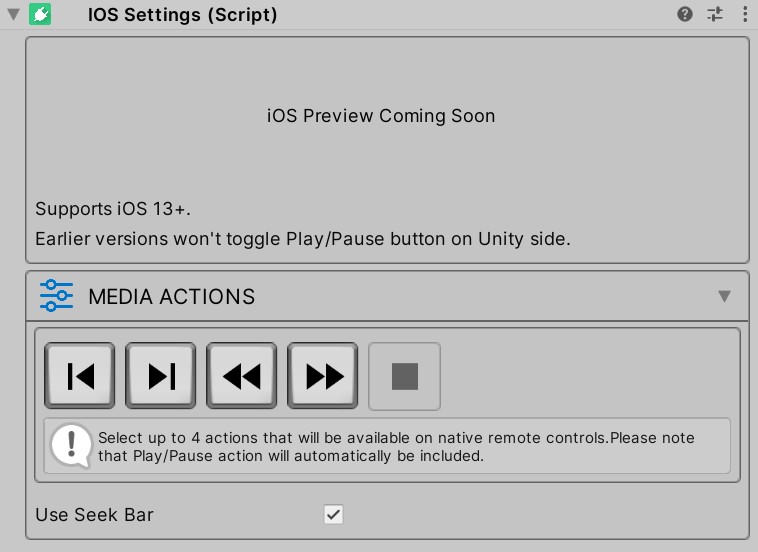 IOS Settings (Script)
iOS Preview Coming Soon
Supports iOS 13+.
Earlier versions won't toggle Play/Pause button on Unity side.
MEDIA ACTIONS
Select up to 4 actions that will be available on native remote controls.Please note
that Play/Pause action will automatically be included.
Use Seek Bar